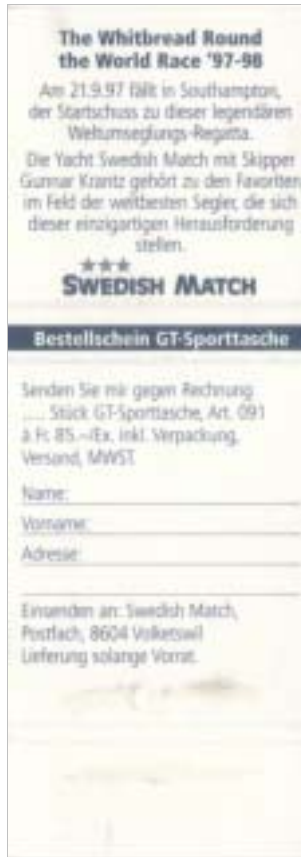 The Whitbread Round
the World Race '97-98
Am 21.9.97 fällt in Southampton,
der Startschuss zu dieser legendären
Weltumseglungs-Regatta.
Die Yacht Swedish Match mit Skipper
Gunnar Krantz gehört zu den Favoriten
im Feld der weltbesten Segler, die sich
dieser einzigartigen Herausforderung
stellen.
SWEDISH MATCH
Bestellschein GT-Sporttasche
Senden Sie mir gegen Rechnung
..... Stück GT-Sporttasche, Art. 091
à Fr. 85.–/Ex. inkl. Verpackung,
Versand, MWST.
Name:
Vorname:
Adresse:
Einsenden an: Swedish Match,
Postfach, 8604 Volketswil
Lieferung solange Vorrat.